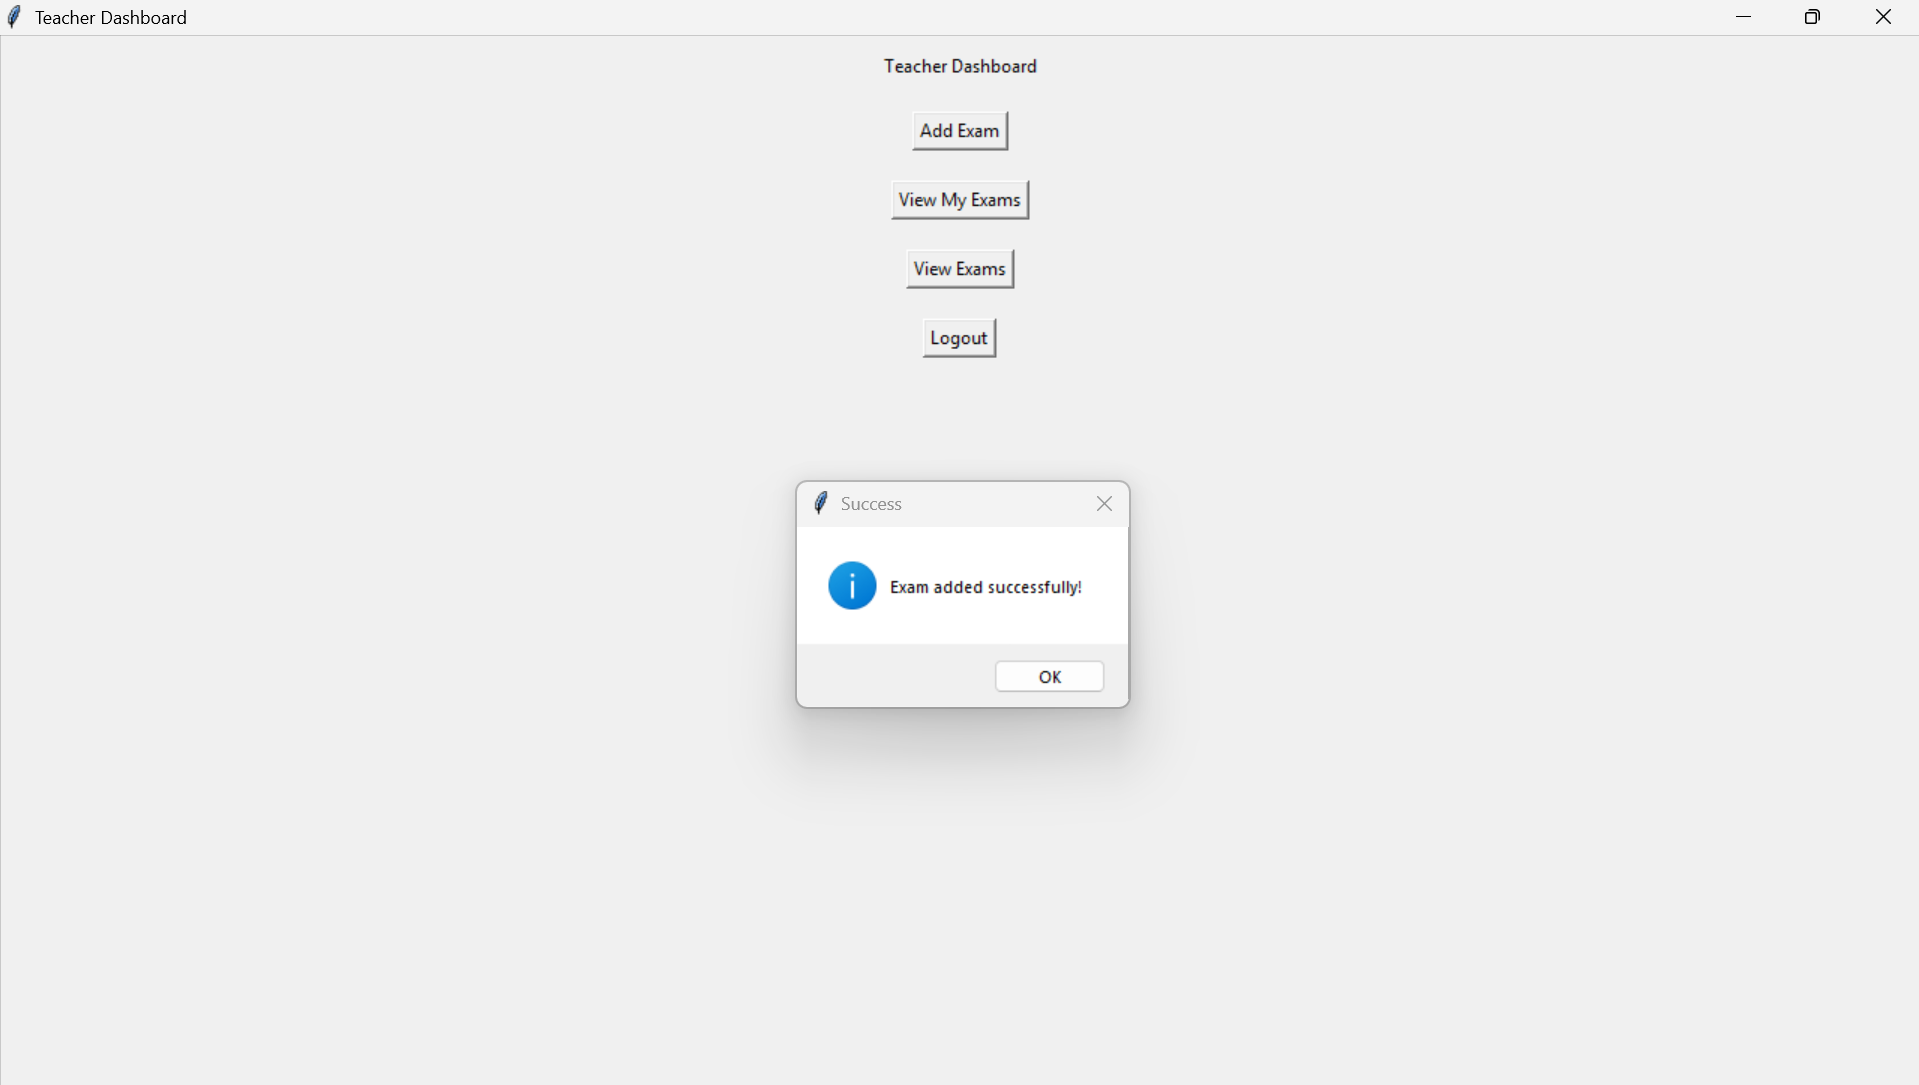 Teacher Dashboard
Teacher Dashboard
Add Exam
View My Exams
View Exams
Logout
Success
Exam added successfully!
OK